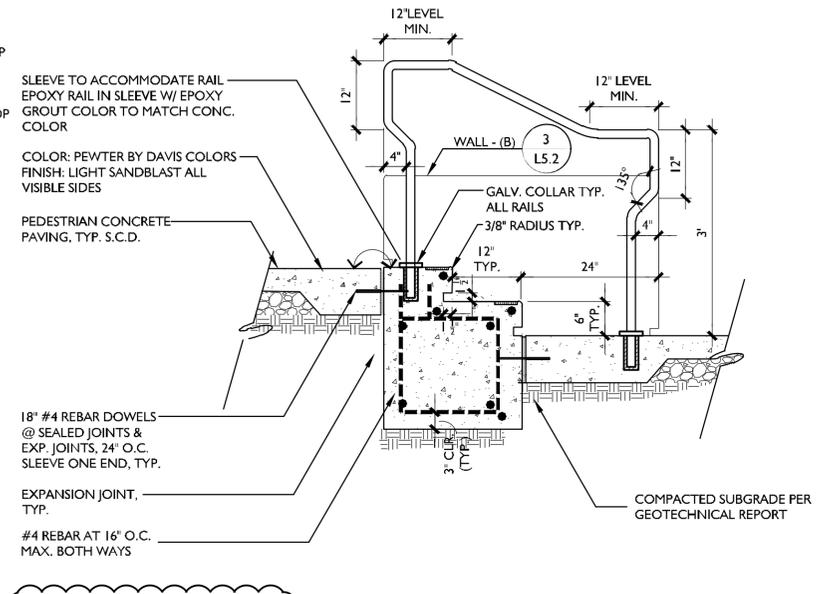 12"LEVEL
MIN.
P
OP
SLEEVE TO ACCOMMODATE RAIL
EPOXY RAIL IN SLEEVE W/ EPOXY
GROUT COLOR TO MATCH CONC.
COLOR
12"
12" LEVEL
MIN.
COLOR: PEWTER BY DAVIS COLORS
FINISH: LIGHT SANDBLAST ALL
VISIBLE SIDES
4"
WALL - (B)
3
L5.2
135°
12"
GALV. COLLAR TYP.
ALL RAILS
3/8" RADIUS TYP.
PEDESTRIAN CONCRETE
PAVING, TYP. S.C.D.
4"
3'
12"
TYP.
24"
6"
TYP.
18" #4 REBAR DOWELS
@ SEALED JOINTS &
EXP. JOINTS, 24" O.C.
SLEEVE ONE END, TYP.
3" CLR.
(TYP.)
EXPANSION JOINT,
TYP.
COMPACTED SUBGRADE PER
GEOTECHNICAL REPORT
#4 REBAR AT 16" O.C.
MAX. BOTH WAYS